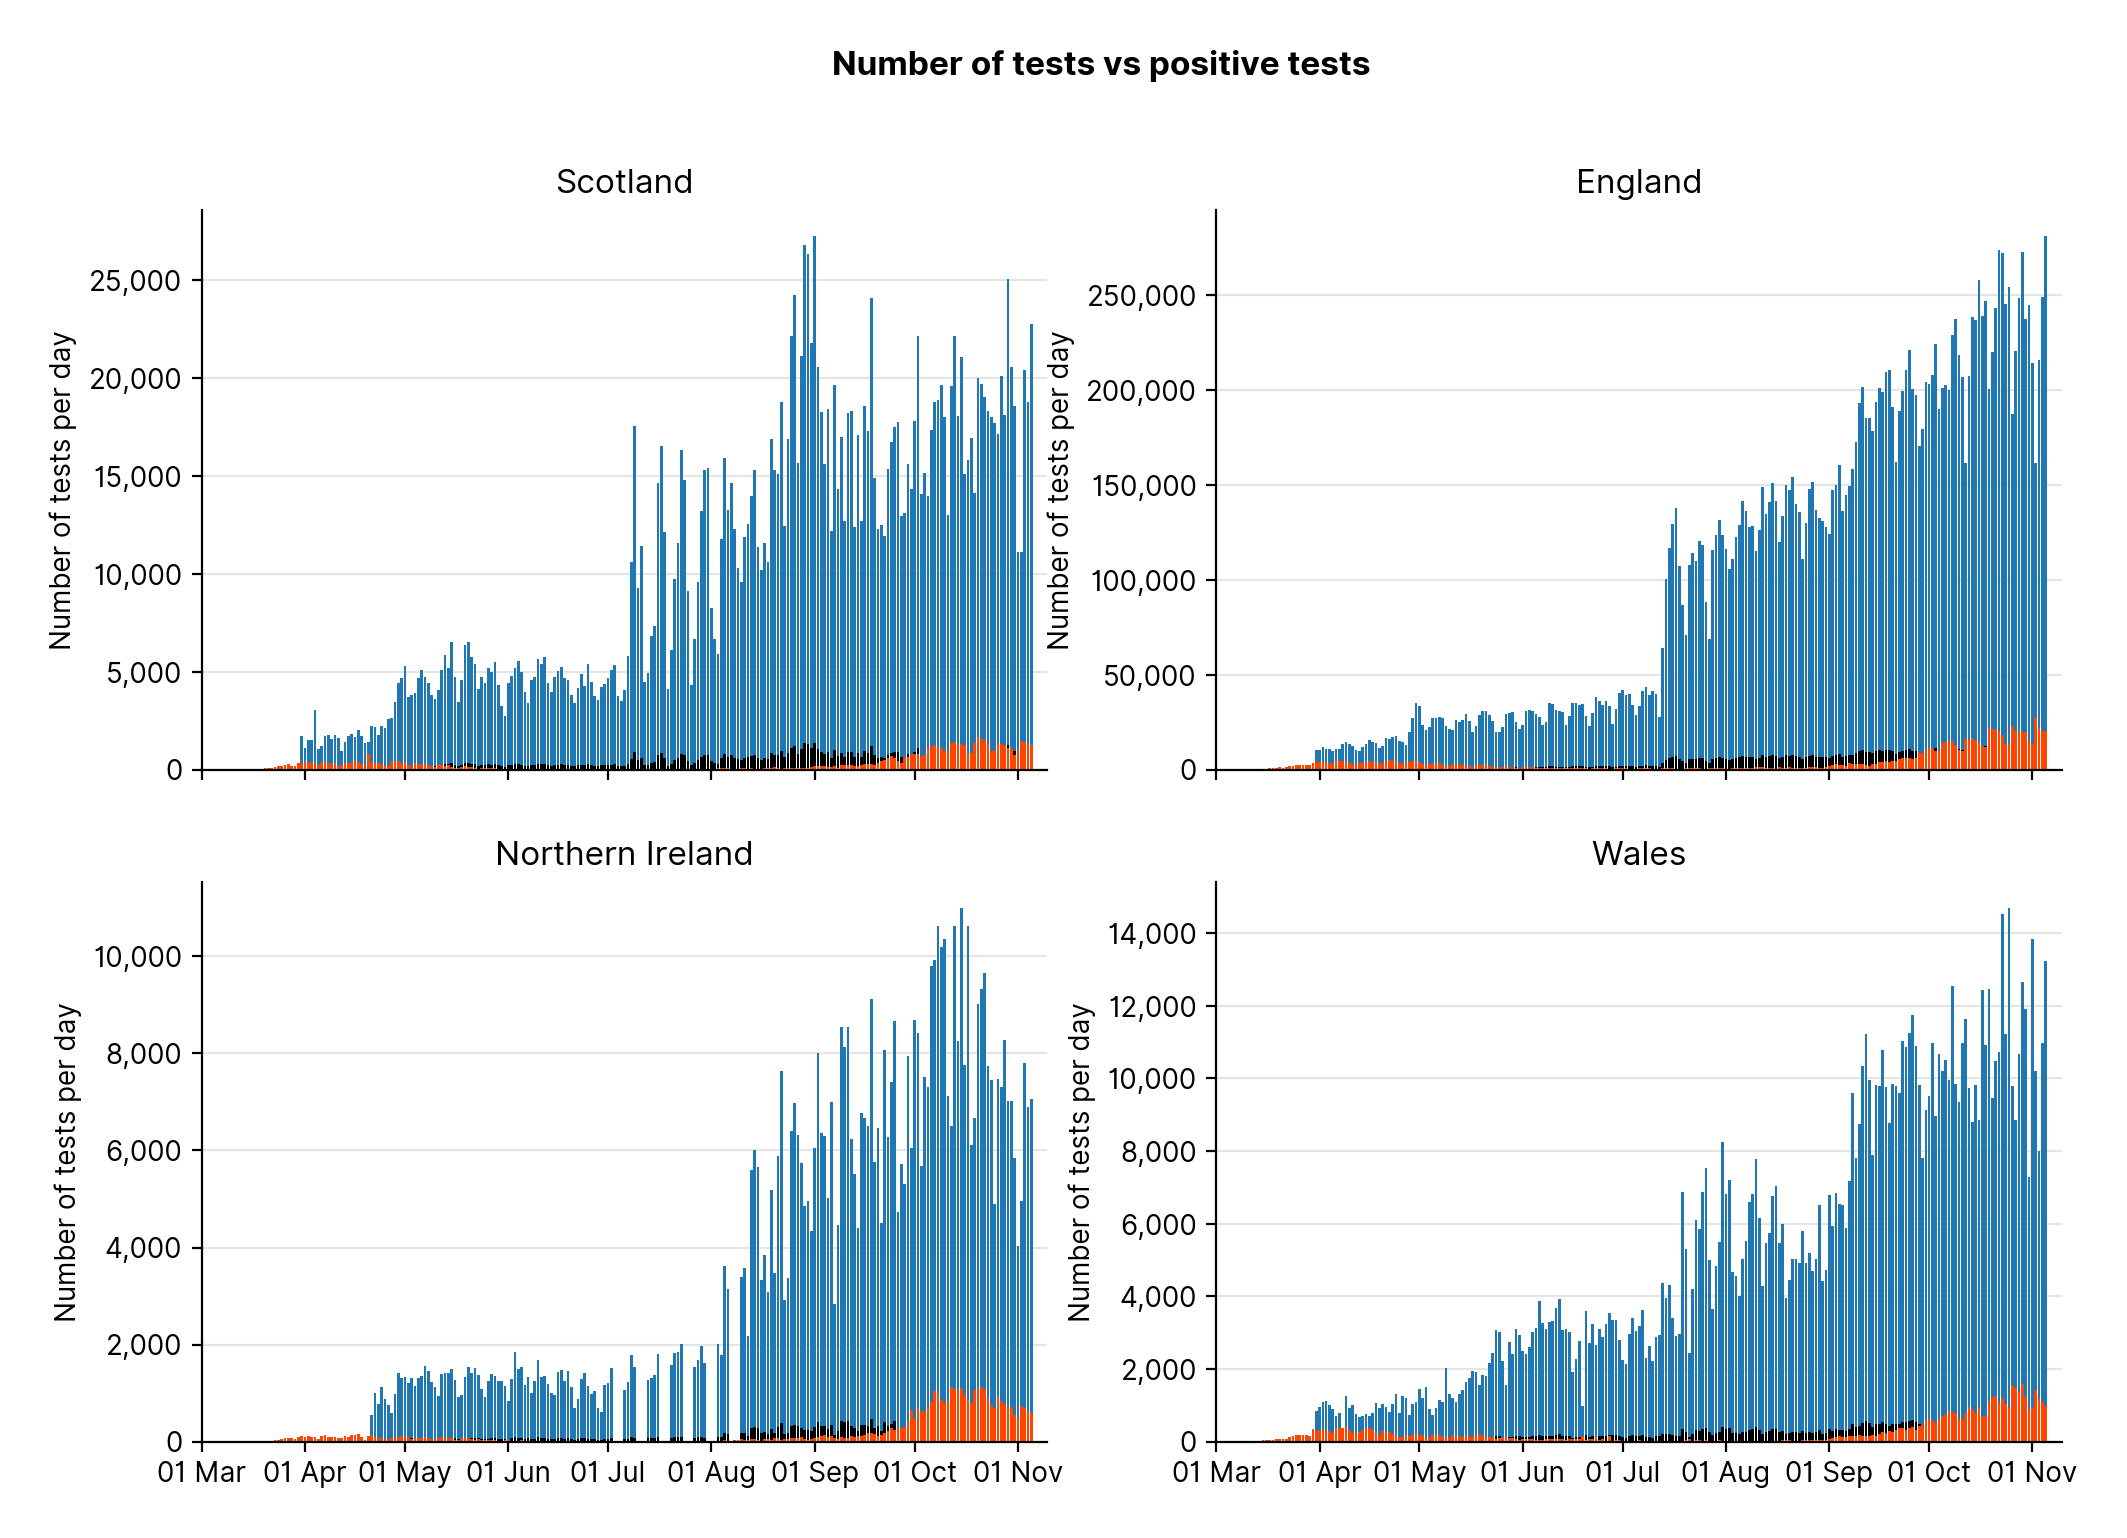 Number of tests vs positive tests
Scotland
Number of tests per day
25,000
20,000
15,000
10,000
5,000
0
England
Number of tests per day
250,000
200,000
150,000
100,000
50,000
0
Northern Ireland
Number of tests per day
10,000
8,000
6,000
4,000
2,000
0
01 Mar 01 Apr 01 May 01 Jun 01 Jul 01 Aug 01 Sep 01 Oct 01 Nov
Wales
Number of tests per day
14,000
12,000
10,000
8,000
6,000
4,000
2,000
0
01 Mar 01 Apr 01 May 01 Jun 01 Jul 01 Aug 01 Sep 01 Oct 01 Nov